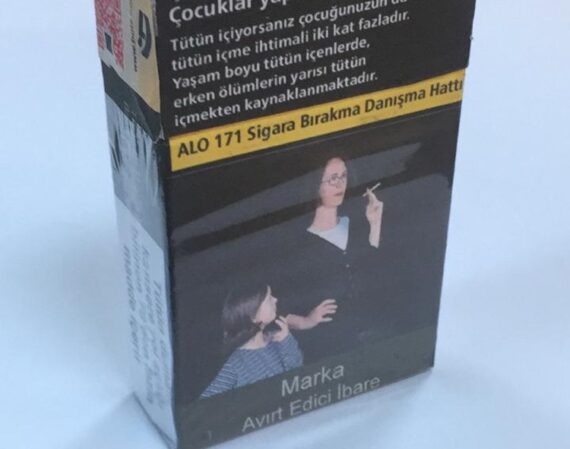 Çocuklar
Tütün içiyorsanız çocuğunuzun da
tütün içme ihtimali iki kat fazladır.
Yaşam boyu tütün içenlerde,
erken ölümlerin yarısı tütün
içmekten kaynaklanmaktadır.
ALO 171 Sigara Bırakma Danışma Hattı
Marka
Ayırt Edici İbare